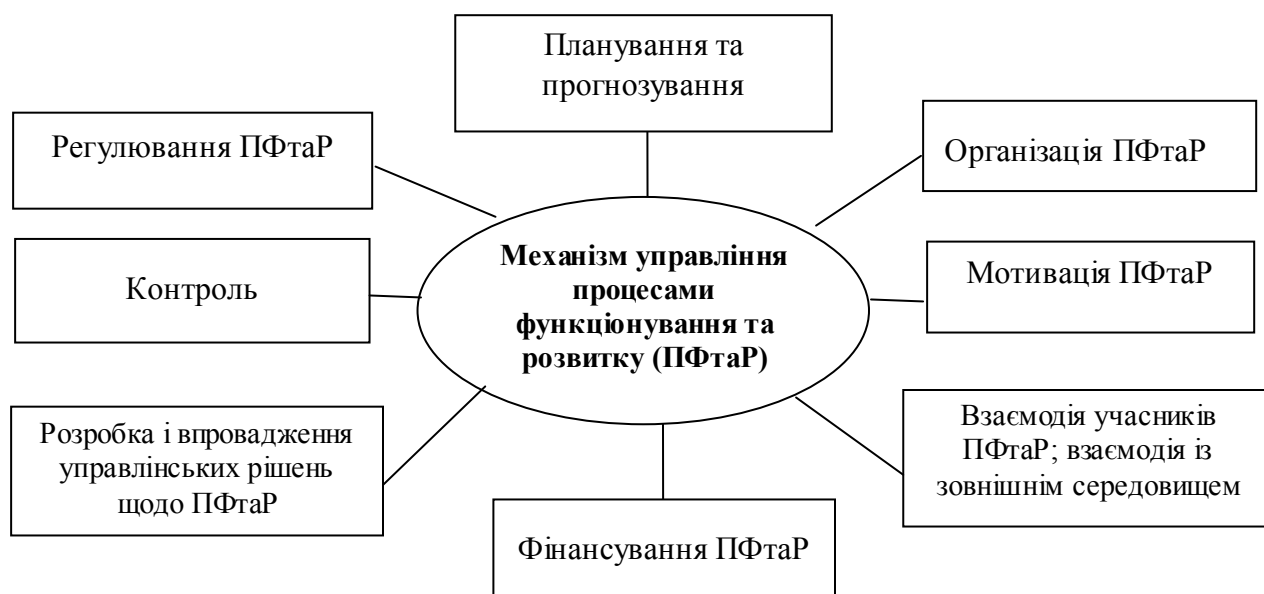 Планування та
прогнозування
Регулювання ПФтаР
Організація ПФтаР
Механізм управління
процесами
функціонування та
розвитку (ПФтаР)
Контроль
Мотивація ПФтаР
Розробка і впровадження
управлінських рішень
щодо ПФтаР
Взаємодія учасників
ПФтаР; взаємодія із
зовнішнім середовищем
Фінансування ПФтаР